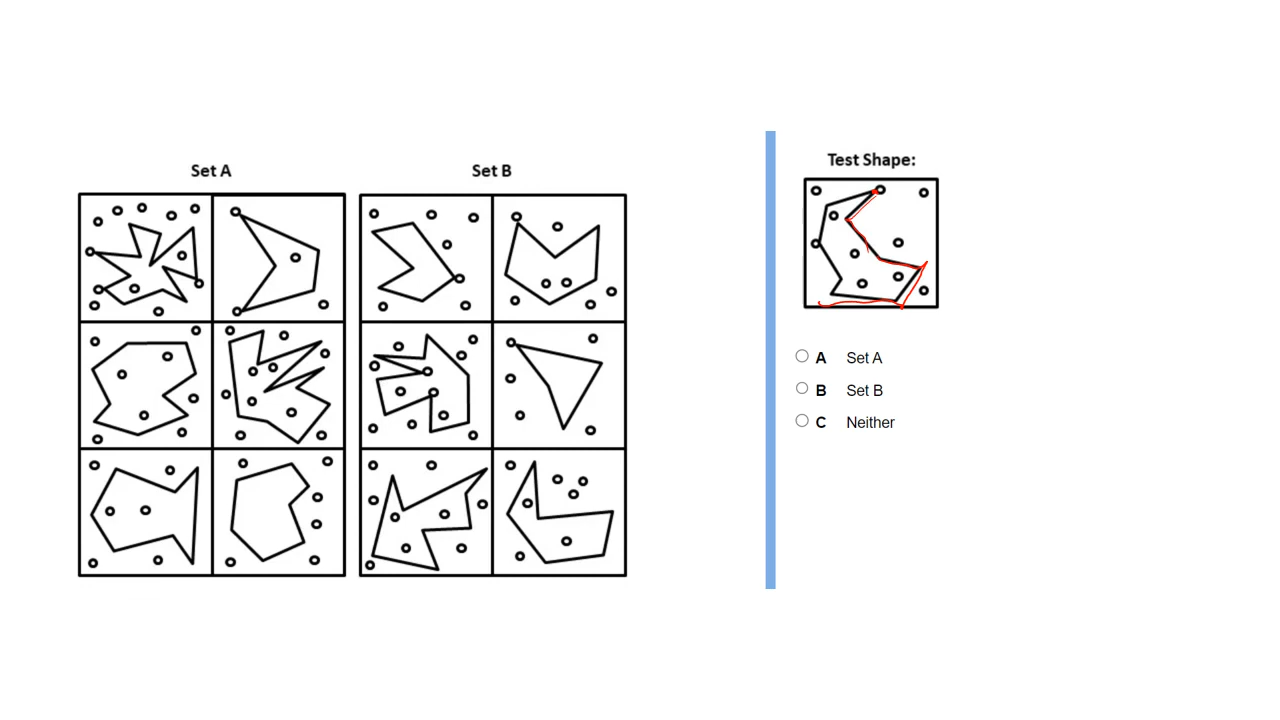 Set A
Set B
Test Shape:
A Set A
B Set B
C Neither